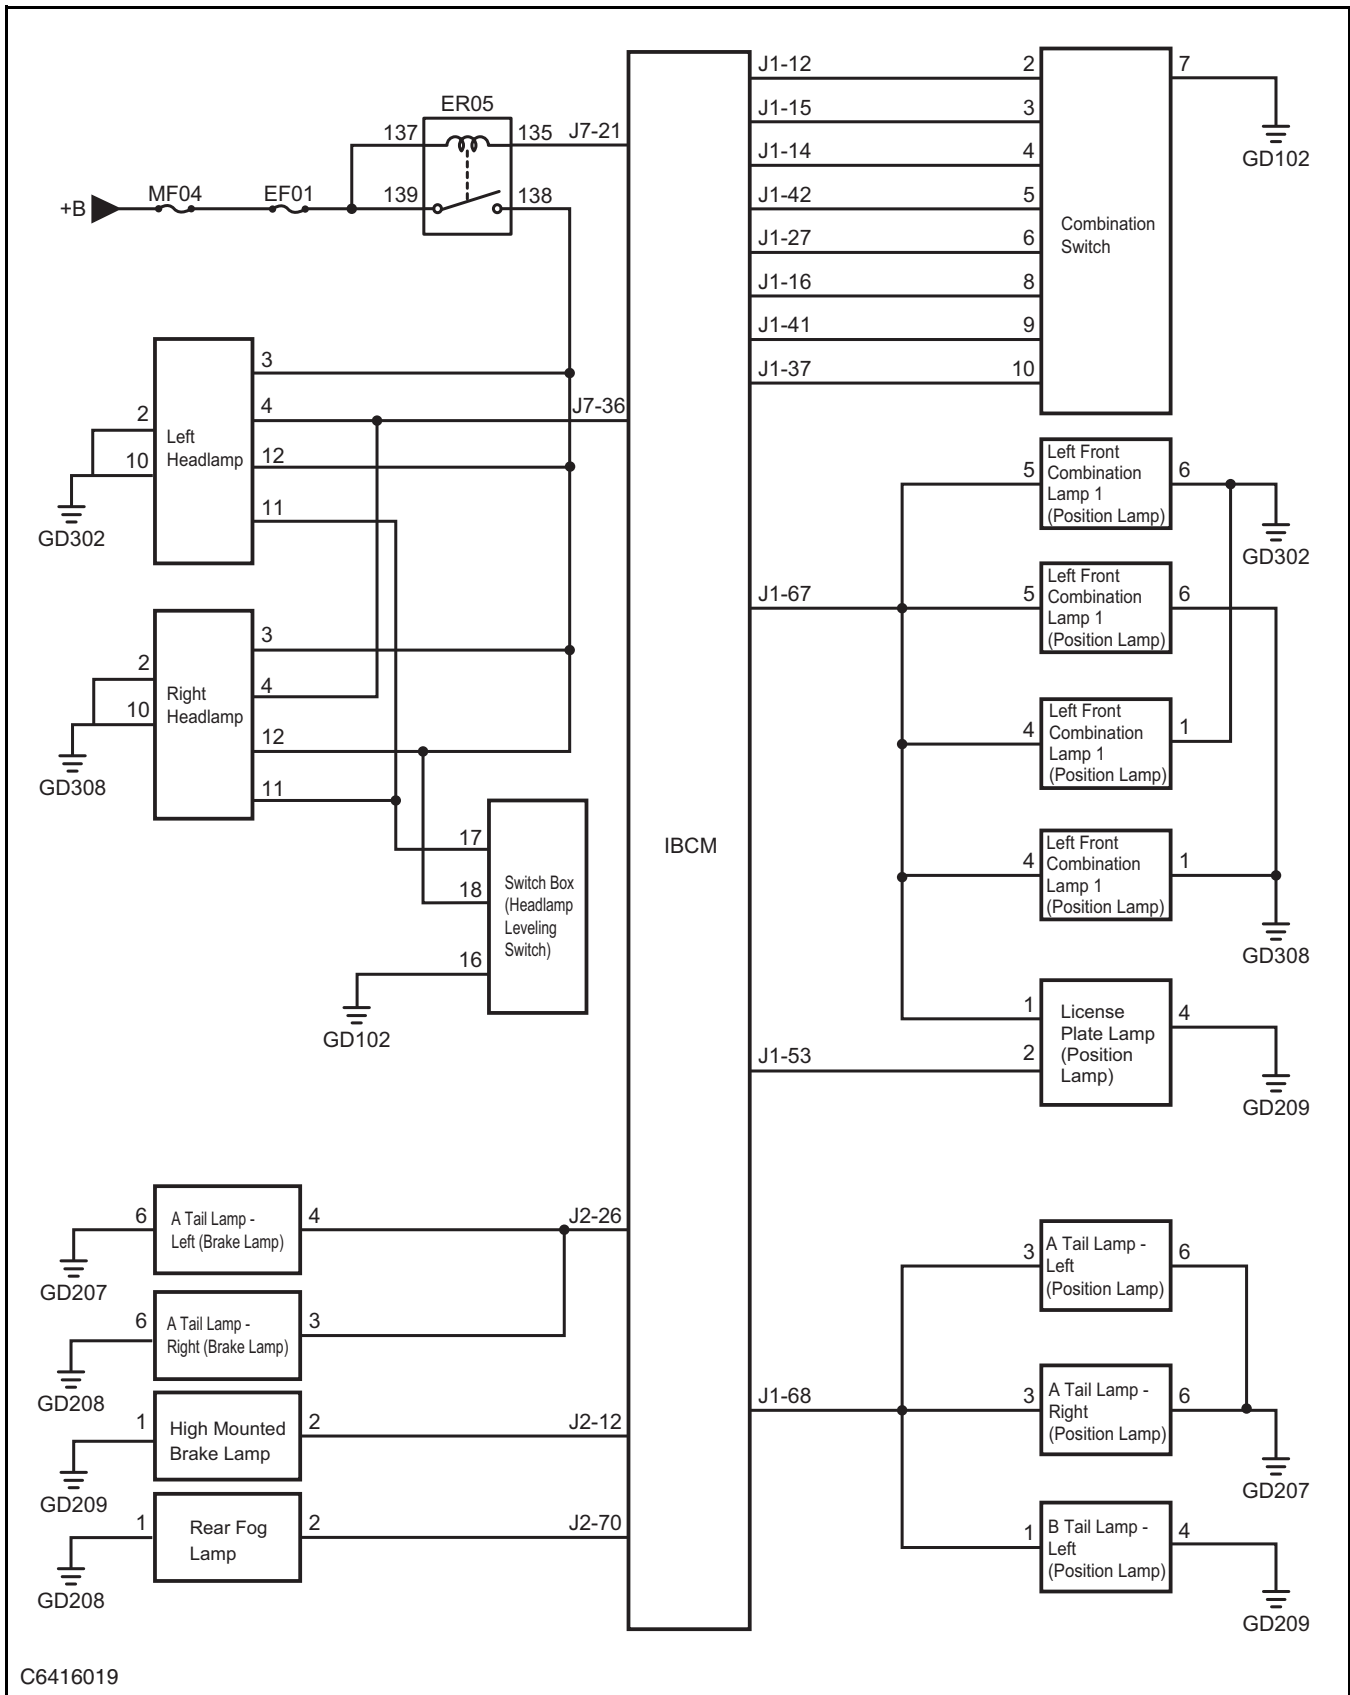 ER05
137
135
J7-21
+B
MF04
EF01
139
138
3
4
J7-36
12
11
2
10
Left
Headlamp
GD302
3
4
12
11
2
10
Right
Headlamp
GD308
17
18
16
Switch Box
(Headlamp
Leveling
Switch)
GD102
6
A Tail Lamp -
Left (Brake Lamp)
4
J2-26
GD207
6
A Tail Lamp -
Right (Brake Lamp)
3
GD208
1
High Mounted
Brake Lamp
2
J2-12
GD209
1
Rear Fog
Lamp
2
J2-70
GD208
IBCM
J1-12
2
J1-15
3
J1-14
4
J1-42
5
J1-27
6
J1-16
8
J1-41
9
J1-37
10
Combination
Switch
7
GD102
5
Left Front
Combination
Lamp 1
(Position Lamp)
6
GD302
J1-67
5
Left Front
Combination
Lamp 1
(Position Lamp)
6
4
Left Front
Combination
Lamp 1
(Position Lamp)
1
4
Left Front
Combination
Lamp 1
(Position Lamp)
1
GD308
1
License
Plate Lamp
(Position
Lamp)
4
J1-53
2
GD209
3
A Tail Lamp -
Left
(Position Lamp)
6
J1-68
3
A Tail Lamp -
Right
(Position Lamp)
6
GD207
1
B Tail Lamp -
Left
(Position Lamp)
4
GD209
C6416019